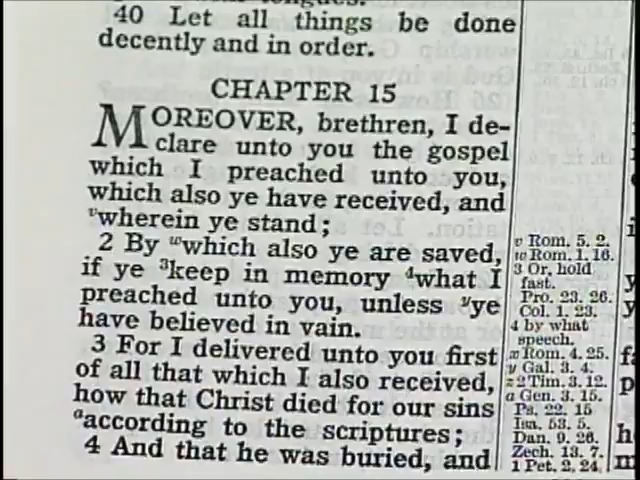 40 Let all things be done
decently and in order.
CHAPTER 15
MOREOVER, brethren, I de-
clare unto you the gospel
which I preached unto you,
which also ye have received, and
ᵛwherein ye stand;
2 By ʷwhich also ye are saved,
if ye ³keep in memory ⁴what I
preached unto you, unless ʸye
have believed in vain.
3 For I delivered unto you first
of all that which I also received,
how that Christ died for our sins
ᵃaccording to the scriptures;
4 And that he was buried, and
v Rom. 5. 2.
w Rom. 1. 16.
3 Or, hold
fast.
Pro. 23. 26.
Col. 1. 23.
4 by what
speech.
x Rom. 4. 25.
y Gal. 3. 4.
z 2 Tim. 3. 12.
a Gen. 3. 15.
Ps. 22. 15
Isa. 53. 5.
Dan. 9. 26.
Zech. 13. 7.
1 Pet. 2, 24.